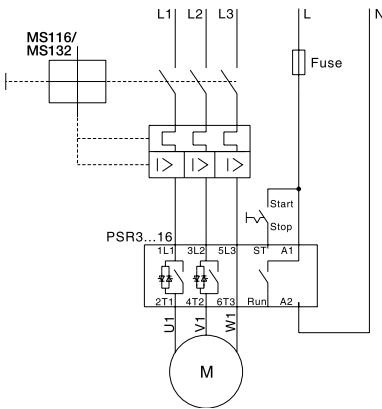 L1 L2 L3 L N
MS116/
MS132
Fuse
Start
Stop
PSR3...16
1L1 3L2 5L3 ST A1
I> I> I>
2T1 4T2 6T3 Run A2
U1 V1 W1
M